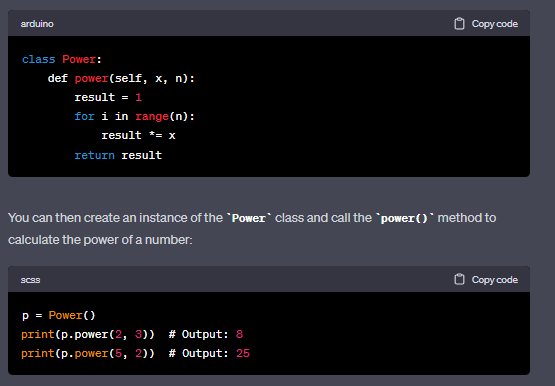 arduino
Copy code
class Power:
    def power(self, x, n):
        result = 1
        for i in range(n):
            result *= x
        return result
You can then create an instance of the `Power` class and call the `power()` method to
calculate the power of a number:
scss
Copy code
p = Power()
print(p.power(2, 3))  # Output: 8
print(p.power(5, 2))  # Output: 25